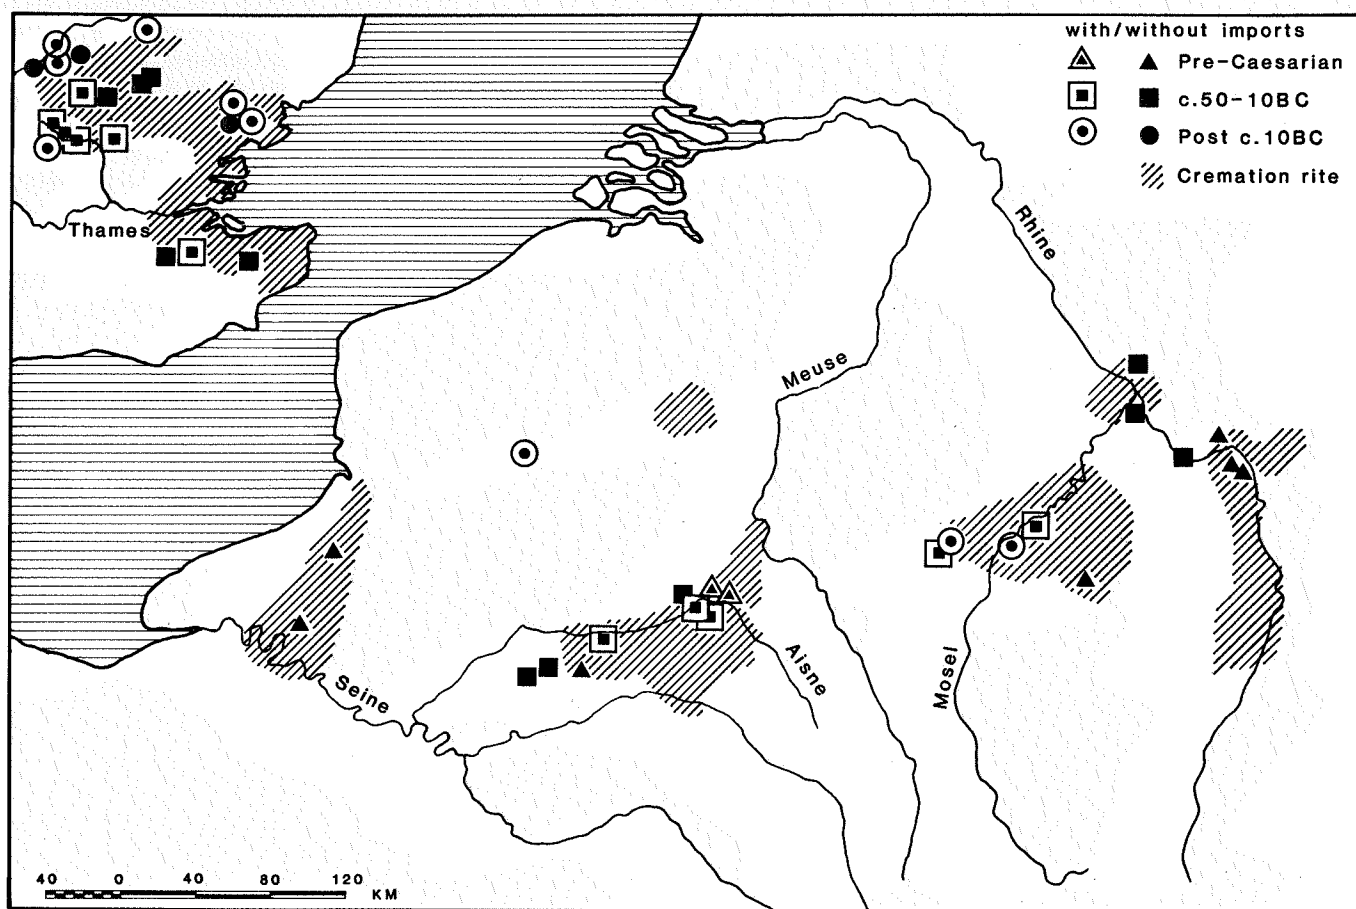 with/without imports
Pre-Caesarian
c.50-10BC
Post c.10BC
Cremation rite
Thames
Rhine
Meuse
Mosel
Aisne
Seine
40 0 40 80 120 KM